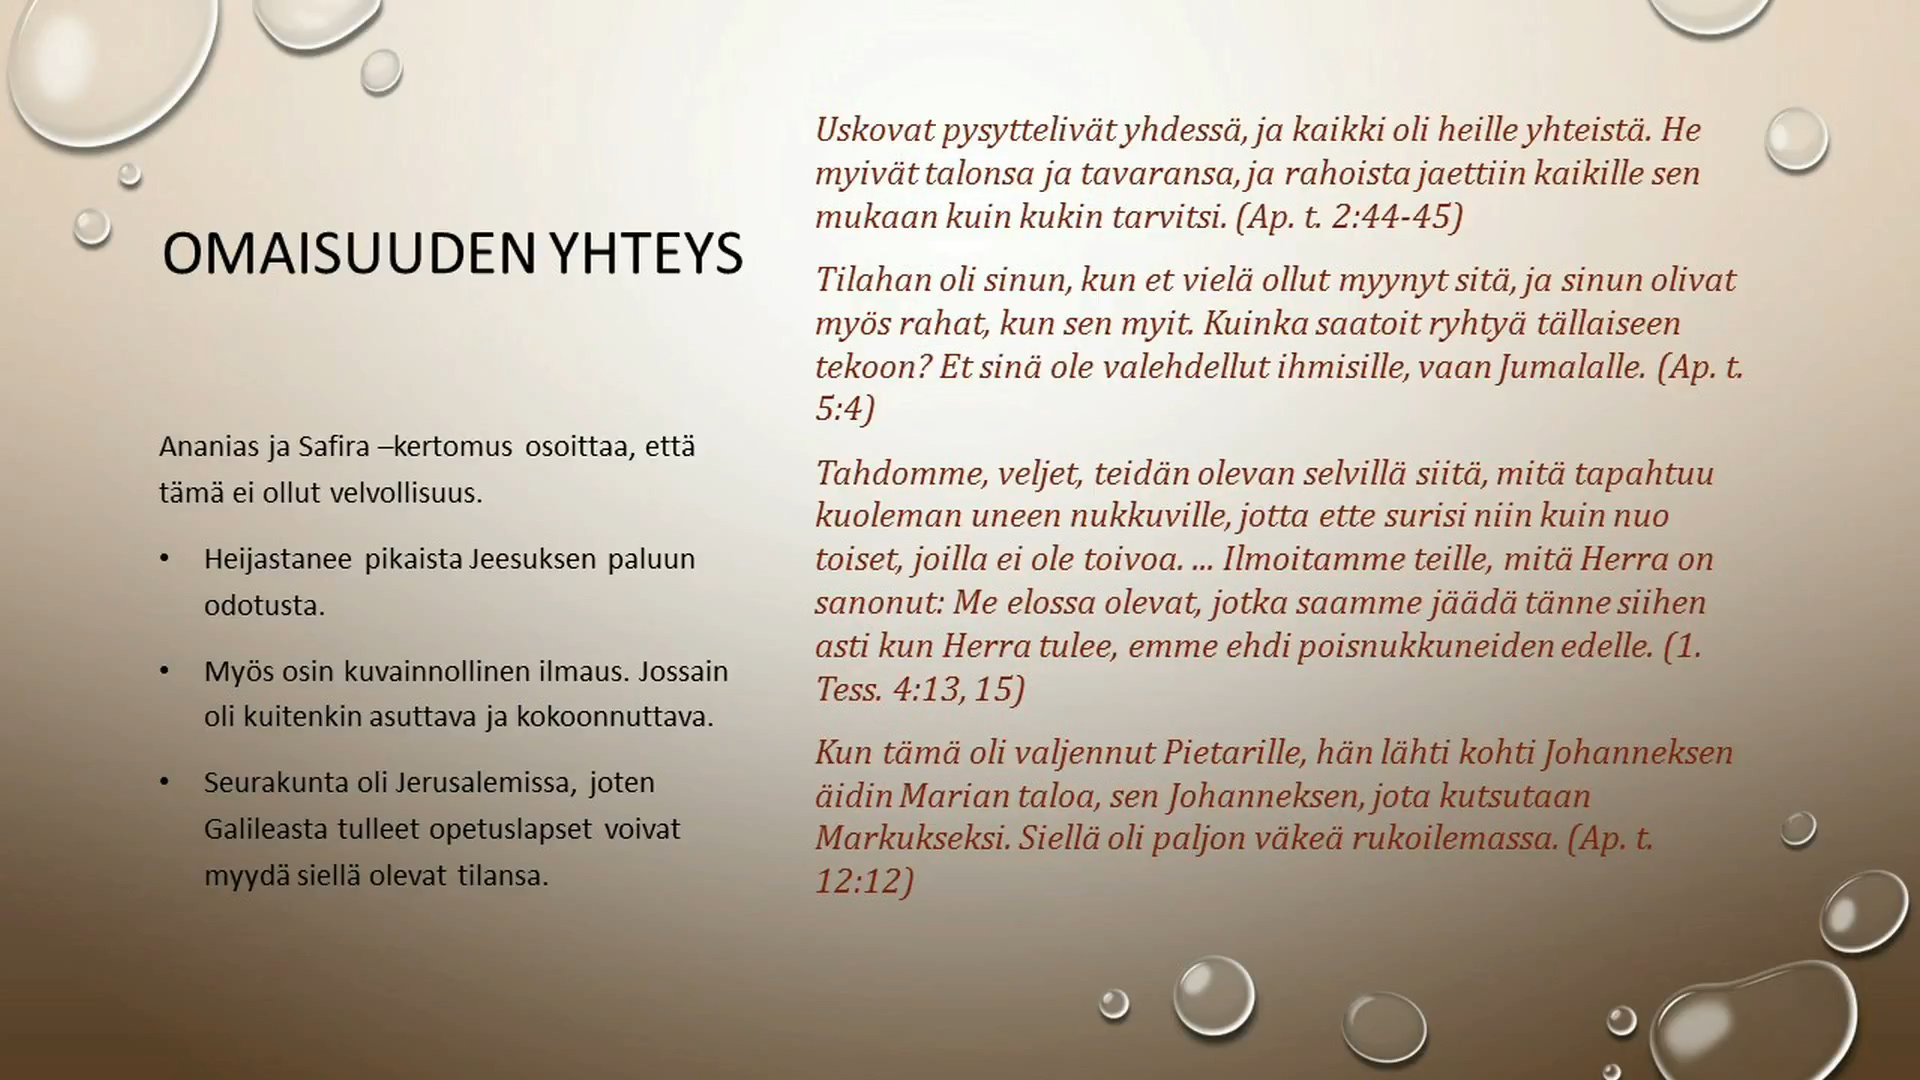 OMAISUUDEN YHTEYS
Ananias ja Safira –kertomus osoittaa, että
tämä ei ollut velvollisuus.
• Heijastanee pikaista Jeesuksen paluun
odotusta.
• Myös osin kuvainnollinen ilmaus. Jossain
oli kuitenkin asuttava ja kokoonnuttava.
• Seurakunta oli Jerusalemissa, joten
Galileasta tulleet opetuslapset voivat
myydä siellä olevat tilansa.
Uskovat pysyttelivät yhdessä, ja kaikki oli heille yhteistä. He
myivät talonsa ja tavaransa, ja rahoista jaettiin kaikille sen
mukaan kuin kukin tarvitsi. (Ap. t. 2:44-45)
Tilahan oli sinun, kun et vielä ollut myynyt sitä, ja sinun olivat
myös rahat, kun sen myit. Kuinka saatoit ryhtyä tällaiseen
tekoon? Et sinä ole valehdellut ihmisille, vaan Jumalalle. (Ap. t.
5:4)
Tahdomme, veljet, teidän olevan selvillä siitä, mitä tapahtuu
kuoleman uneen nukkuville, jotta ette surisi niin kuin nuo
toiset, joilla ei ole toivoa. ... Ilmoitamme teille, mitä Herra on
sanonut: Me elossa olevat, jotka saamme jäädä tänne siihen
asti kun Herra tulee, emme ehdi poisnukkuneiden edelle. (1.
Tess. 4:13, 15)
Kun tämä oli valjennut Pietarille, hän lähti kohti Johanneksen
äidin Marian taloa, sen Johanneksen, jota kutsutaan
Markukseksi. Siellä oli paljon väkeä rukoilemassa. (Ap. t.
12:12)